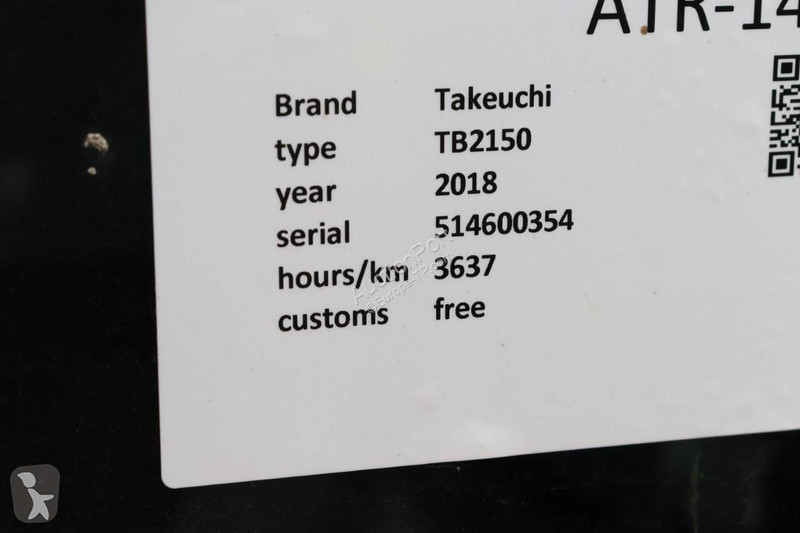 ATR-14
Brand Takeuchi
type TB2150
year 2018
serial 514600354
hours/km 3637
customs free